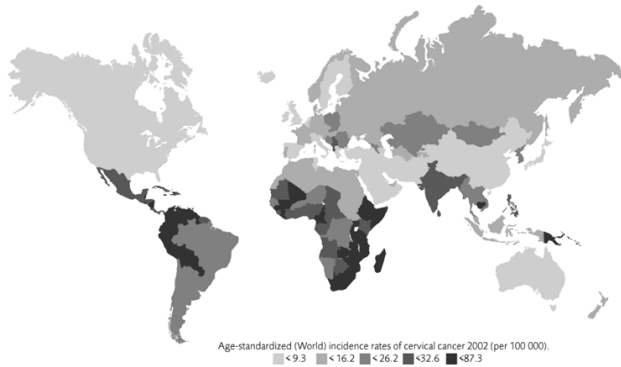 Age-standardized (World) incidence rates of cervical cancer 2002 (per 100 000).
< 9.3 < 16.2 < 26.2 <32.6 <87.3